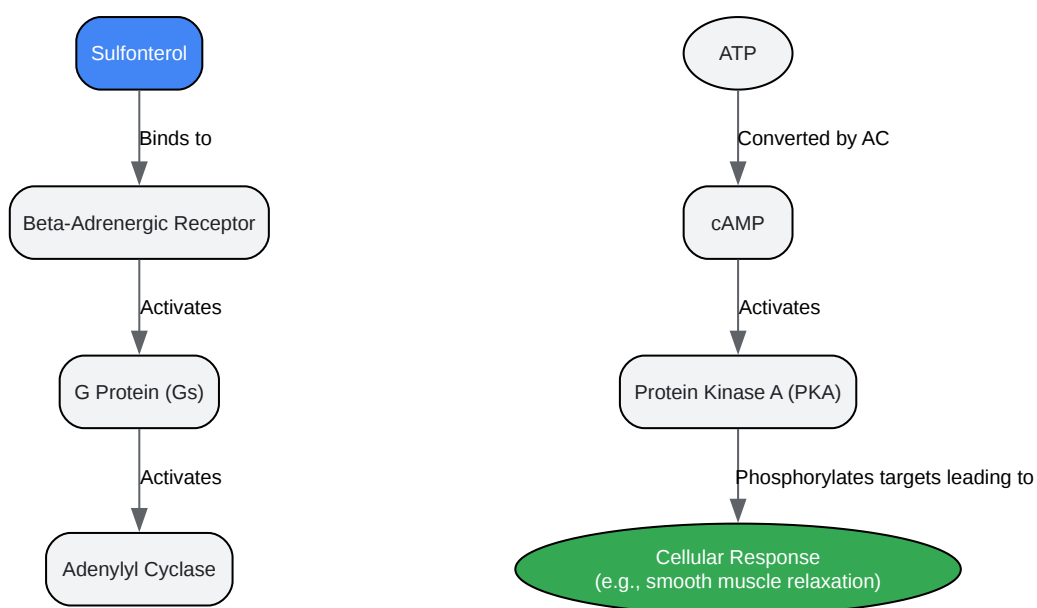 Sulfonterol
Binds to
Beta-Adrenergic Receptor
Activates
G Protein (Gs)
Activates
Adenylyl Cyclase
ATP
Converted by AC
cAMP
Activates
Protein Kinase A (PKA)
Phosphorylates targets leading to
Cellular Response
(e.g., smooth muscle relaxation)